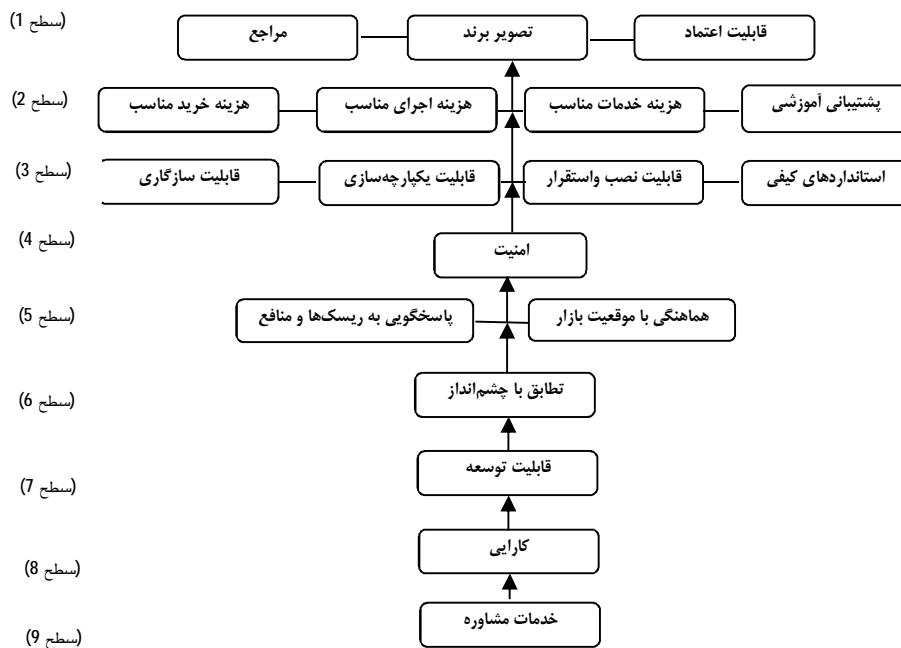 (سطح 1)
قابلیت اعتماد
تصویر برند
مراجع
(سطح 2)
پشتیبانی آموزشی
هزینه خدمات مناسب
هزینه اجرای مناسب
هزینه خرید مناسب
(سطح 3)
استانداردهای کیفی
قابلیت نصب واستقرار
قابلیت یکپارچه‌سازی
قابلیت سازگاری
(سطح 4)
امنیت
(سطح 5)
هماهنگی با موقعیت بازار
پاسخگویی به ریسک‌ها و منافع
(سطح 6)
تطابق با چشم‌انداز
(سطح 7)
قابلیت توسعه
(سطح 8)
کارایی
(سطح 9)
خدمات مشاوره